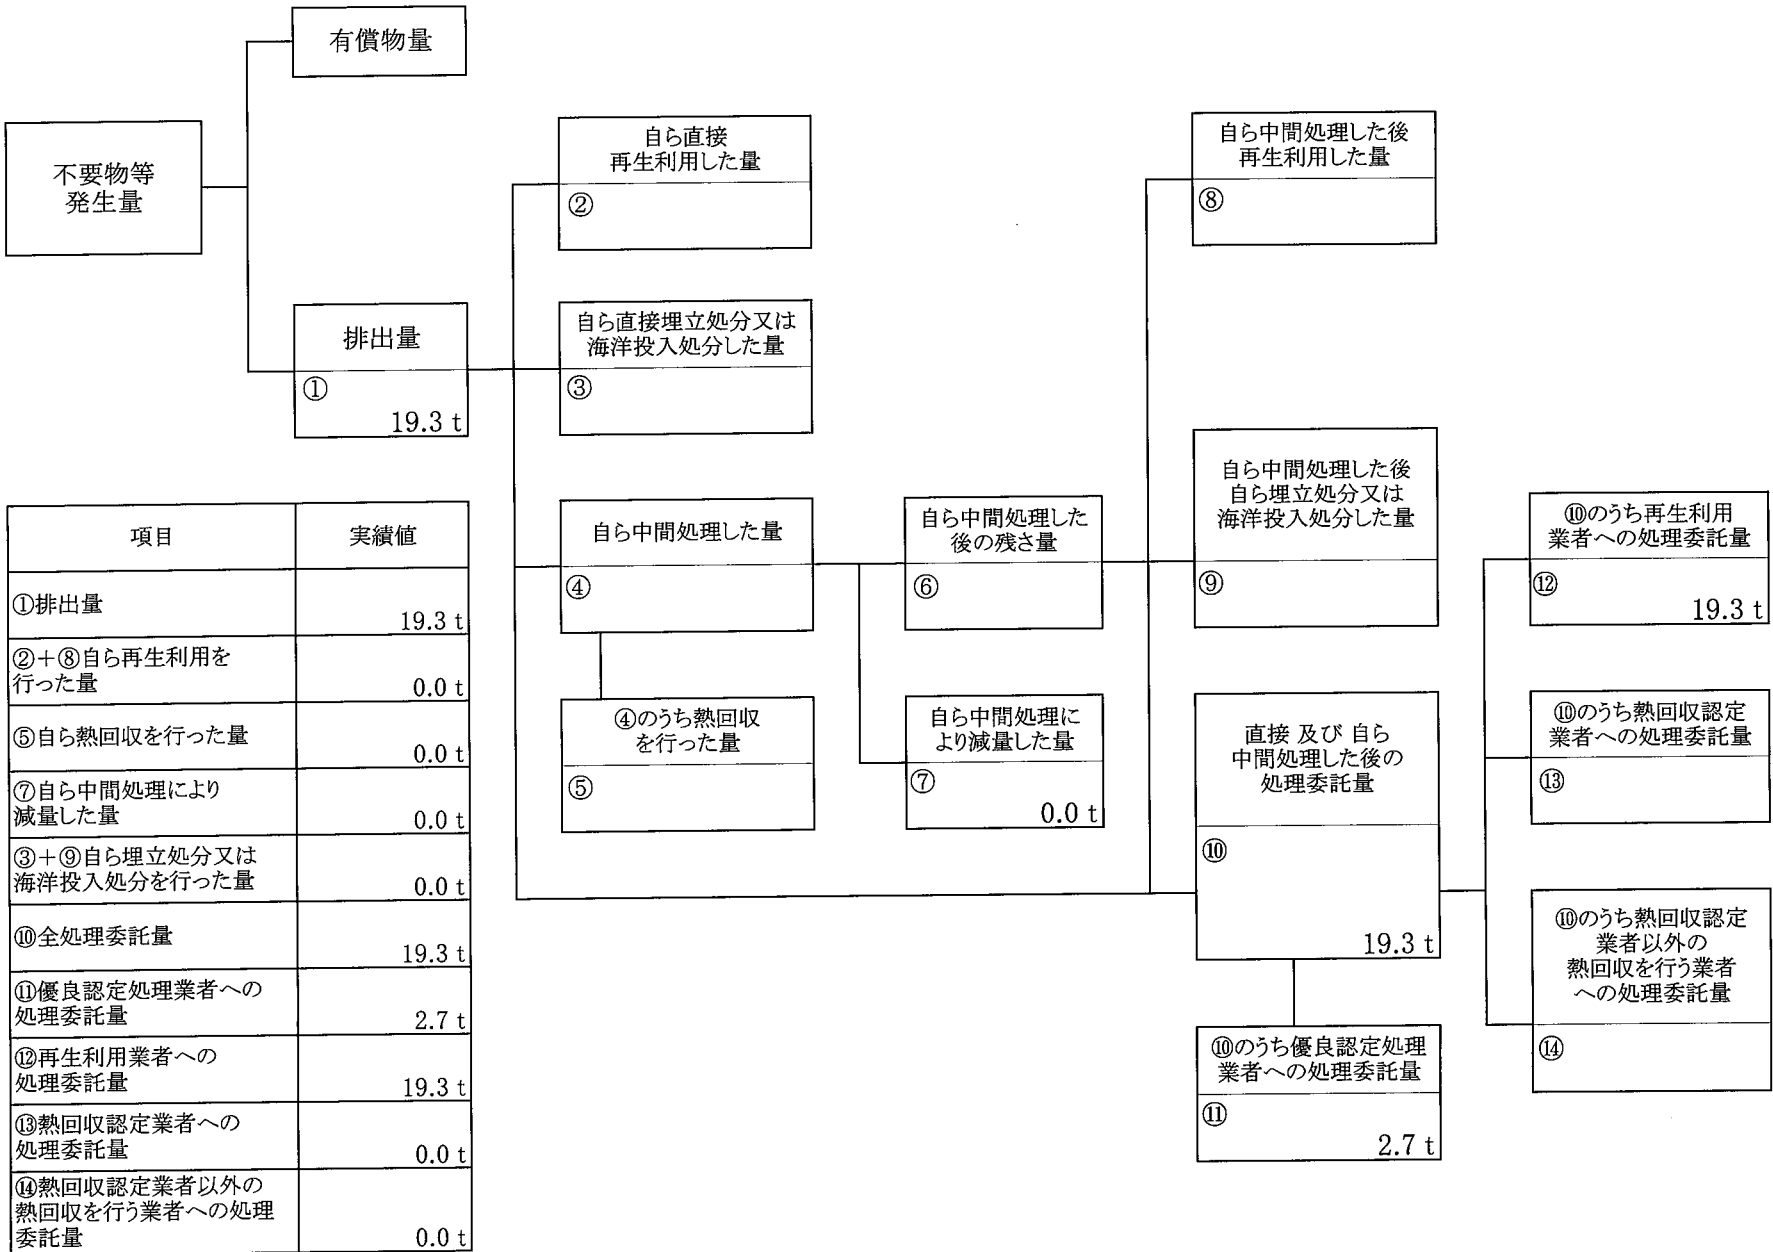 有償物量
不要物等
発生量
排出量
①
19.3 t
自ら直接
再生利用した量
②
自ら直接埋立処分又は
海洋投入処分した量
③
自ら中間処理した量
④
④のうち熱回収
を行った量
⑤
自ら中間処理した
後の残さ量
⑥
自ら中間処理に
より減量した量
⑦
0.0 t
自ら中間処理した後
再生利用した量
⑧
自ら中間処理した後
自ら埋立処分又は
海洋投入処分した量
⑨
直接 及び 自ら
中間処理した後の
処理委託量
⑩
19.3 t
⑩のうち優良認定処理
業者への処理委託量
⑪
2.7 t
⑩のうち再生利用
業者への処理委託量
⑫
19.3 t
⑩のうち熱回収認定
業者への処理委託量
⑬
⑩のうち熱回収認定
業者以外の
熱回収を行う業者
への処理委託量
⑭
項目 実績値
①排出量
19.3 t
②＋⑧自ら再生利用を
行った量
0.0 t
⑤自ら熱回収を行った量
0.0 t
⑦自ら中間処理により
減量した量
0.0 t
③＋⑨自ら埋立処分又は
海洋投入処分を行った量
0.0 t
⑩全処理委託量
19.3 t
⑪優良認定処理業者への
処理委託量
2.7 t
⑫再生利用業者への
処理委託量
19.3 t
⑬熱回収認定業者への
処理委託量
0.0 t
⑭熱回収認定業者以外の
熱回収を行う業者への処理
委託量
0.0 t